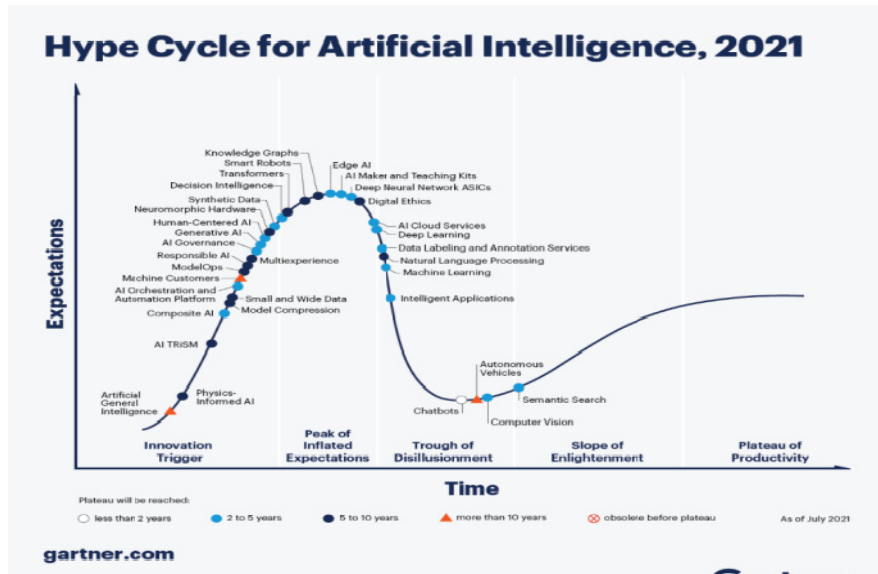 Hype Cycle for Artificial Intelligence, 2021
Expectations
Knowledge Graphs
Smart Robots
Transformers
Decision Intelligence
Synthetic Data
Neuromorphic Hardware
Human-Centered AI
Generative AI
AI Governance
Responsible AI
Multiexperience
ModelOps
Machine Customers
AI Orchestration and
Automation Platform
Small and Wide Data
Model Compression
Composite AI
AI TRiSM
Artificial
General
Intelligence
Physics-
Informed AI
Edge AI
AI Maker and Teaching Kits
Deep Neural Network ASICs
Digital Ethics
AI Cloud Services
Deep Learning
Data Labeling and Annotation Services
Natural Language Processing
Machine Learning
Intelligent Applications
Autonomous
Vehicles
Chatbots
Semantic Search
Computer Vision
Innovation
Trigger
Peak of
Inflated
Expectations
Trough of
Disillusionment
Slope of
Enlightenment
Plateau of
Productivity
Time
Plateau will be reached:
less than 2 years
2 to 5 years
5 to 10 years
more than 10 years
obsolete before plateau
As of July 2021
gartner.com